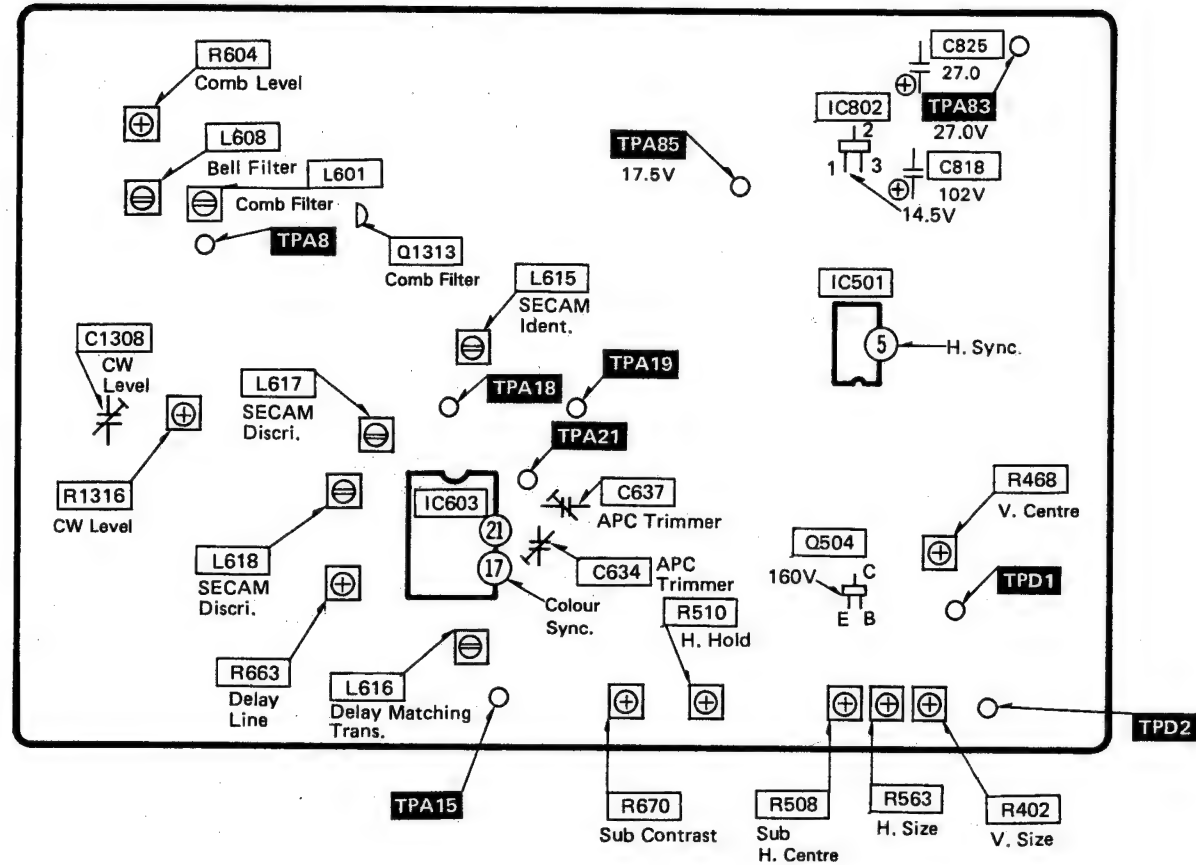 R604
Comb Level
L608
Bell Filter
L601
Comb Filter
TPA8
Q1313
Comb Filter
TPA85
17.5V
C825
27.0
TPA83
27.0V
IC802
2
1
3
C818
102V
14.5V
L615
SECAM
Ident.
IC501
5
H. Sync.
C1308
CW
Level
L617
SECAM
Discri.
TPA18
TPA19
TPA21
R1316
CW Level
IC603
21
17
C637
APC Trimmer
C634
APC
Trimmer
Colour
Sync.
L618
SECAM
Discri.
R468
V. Centre
Q504
160V
C
E
B
TPD1
R510
H. Hold
R663
Delay
Line
L616
Delay Matching
Trans.
TPD2
TPA15
R670
Sub Contrast
R508
Sub
H. Centre
R563
H. Size
R402
V. Size